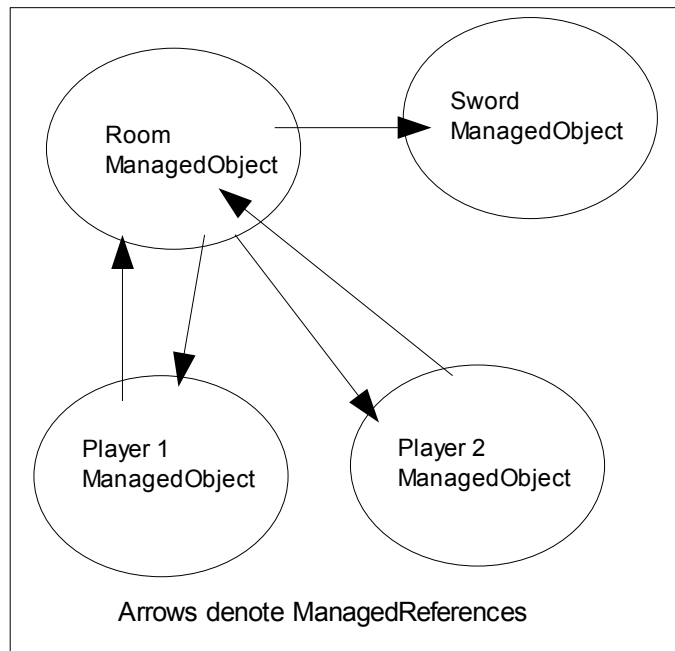 Room
ManagedObject
Sword
ManagedObject
Player 1
ManagedObject
Player 2
ManagedObject
Arrows denote ManagedReferences